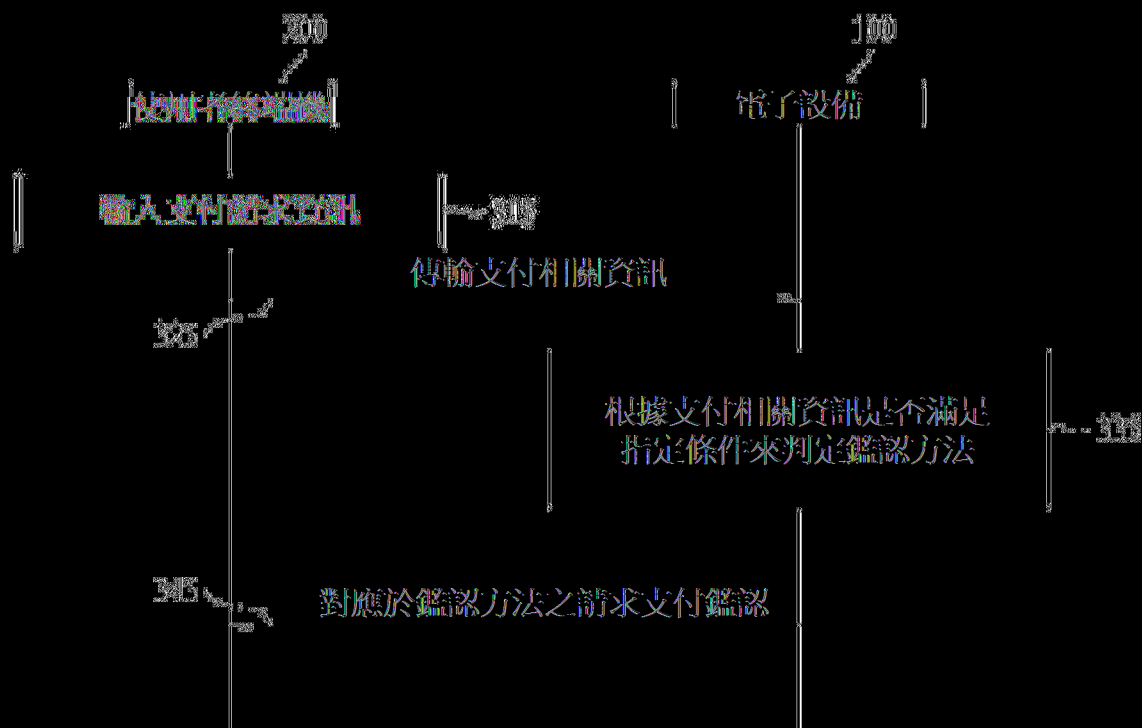 200
100
使用者終端機
電子設備
輸入支付請求資訊
315
傳輸支付相關資訊
325
根據支付相關資訊是否滿足
指定條件來判定鑑認方法
335
345
對應於鑑認方法之請求支付鑑認